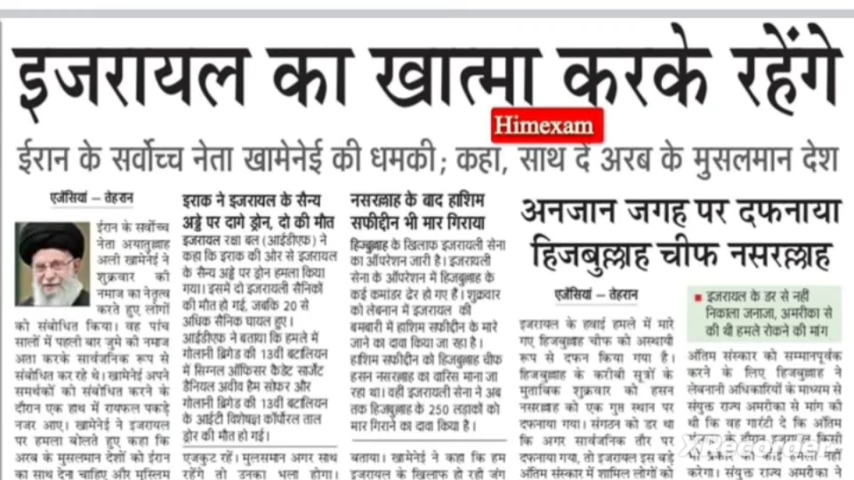 इजरायल का खात्मा करके रहेंगे
Himexam
ईरान के सर्वोच्च नेता खामेनेई की धमकी; कहा, साथ दें अरब के मुसलमान देश
एजेंसियां – तेहरान
ईरान के सर्वोच्च
नेता अयातुल्लाह
अली खामेनेई ने
शुक्रवार की
नमाज का नेतृत्व
करते हुए लोगों
को संबोधित किया। वह पांच
सालों में पहली बार जुमे को नमाज
अता करके सार्वजनिक रूप से
संबोधित कर रहे थे। खामेनेई अपने
समर्थकों को संबोधित करने के
दौरान एक हाथ में रायफल पकड़े
नजर आए। खामेनेई ने इजरायल
पर हमला बोलते हुए कहा कि
अरब के मुसलमान देशों को ईरान
का साथ देना चाहिए और मुस्लिम
इराक ने इजरायल के सैन्य
अड्डे पर दागे ड्रोन, दो की मौत
इजरायल रक्षा बल (आईडीएफ) ने
कहा कि इराक की ओर से इजरायल
के सैन्य अड्डे पर ड्रोन हमला किया
गया। इसमें दो इजरायली सैनिकों
की मौत हो गई, जबकि 20 से
अधिक सैनिक घायल हुए।
आईडीएफ ने बताया कि हमले में
गोलानी ब्रिगेड की 13वीं बटालियन
में सिग्नल ऑफिसर कैडेट सार्जेंट
डैनियल अवीव हैम सोफर और
गोलानी ब्रिगेड की 13वीं बटालियन
के आईटी विशेषज्ञ कॉर्पोरल ताल
ड्रोर की मौत हो गई।
एकजुट रहें। मुलसमान अगर साथ
रहेंगे तो उनका भला होगा।
नसरल्लाह के बाद हाशिम
सफीद्दीन भी मार गिराया
हिज्बुल्लाह के खिलाफ इजरायली सेना
का ऑपरेशन जारी है। इजरायली
सेना के ऑपरेशन में हिजबुल्लाह के
कई कमांडर ढेर हो गए हैं। शुक्रवार
को लेबनान में इजरायल की
बमबारी में हाशिम सफीद्दीन के मारे
जाने का दावा किया जा रहा है।
हाशिम सफीद्दीन को हिजबुल्लाह चीफ
हसन नसरल्लाह का वारिस माना जा
रहा था। वहीं इजरायली सेना ने अब
तक हिजबुल्लाह के 250 लड़ाकों को
मार गिराने का दावा किया है।
बताया। खामेनेई ने कहा कि हम
इजरायल के खिलाफ हो रही जंग
अनजान जगह पर दफनाया
हिजबुल्लाह चीफ नसरल्लाह
एजेंसियां – तेहरान
इजरायल के हवाई हमले में मारे
गए हिजबुल्लाह चीफ को अस्थायी
रूप से दफन किया गया है।
हिजबुल्लाह के करीबी सूत्रों के
मुताबिक शुक्रवार को हसन
नसरल्लाह को एक गुप्त स्थान पर
दफनाया गया। संगठन को डर था
कि अगर सार्वजनिक तौर पर
दफनाया गया, तो इजरायल इस बड़े
अंतिम संस्कार में शामिल लोगों को
▪ इजरायल के डर से नहीं
निकाला जनाजा, अमरीका से
की थी हमले रोकने की मांग
अंतिम संस्कार को सम्मानपूर्वक
करने के लिए हिजबुल्लाह ने
लेबनानी अधिकारियों के माध्यम से
संयुक्त राज्य अमरीका से मांग की
थी कि वह गारंटी दे कि अंतिम
संस्कार के दौरान इजरायल किसी
करेगा। संयुक्त राज्य अमरीका ने
XRecorder